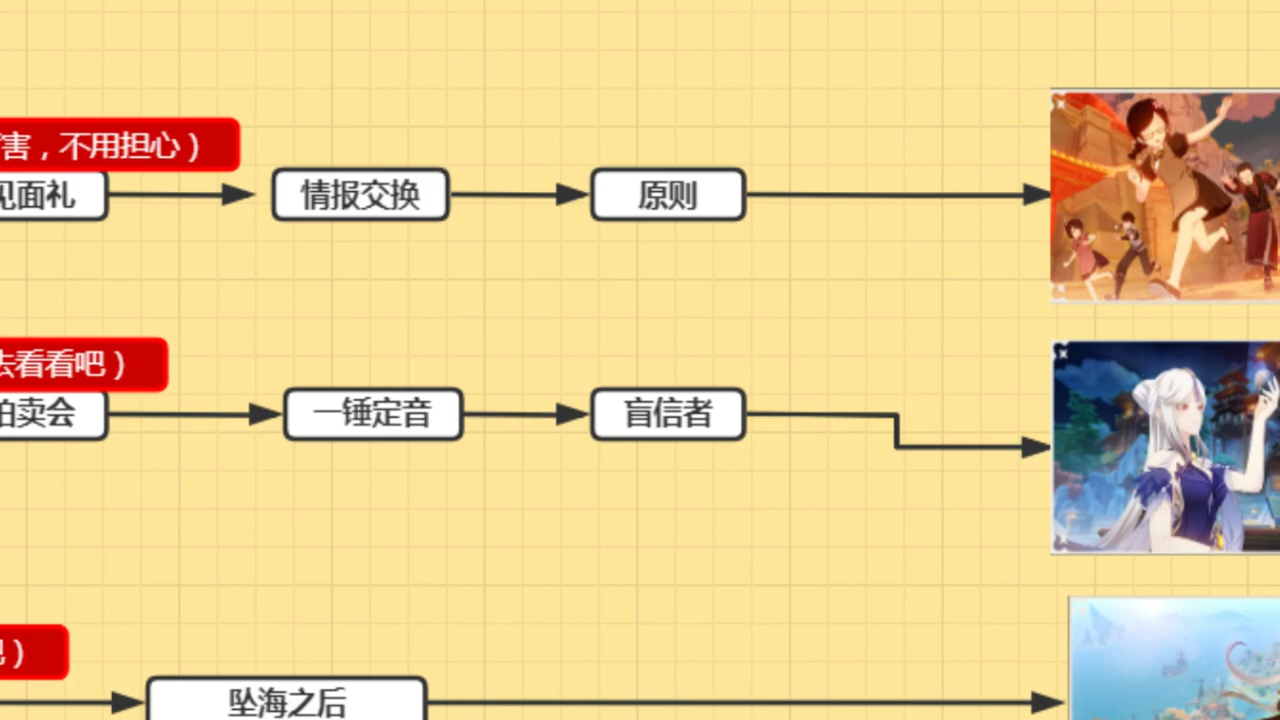 害，不用担心）
见面礼
情报交换
原则
去看看吧）
拍卖会
一锤定音
盲信者
吧）
坠海之后